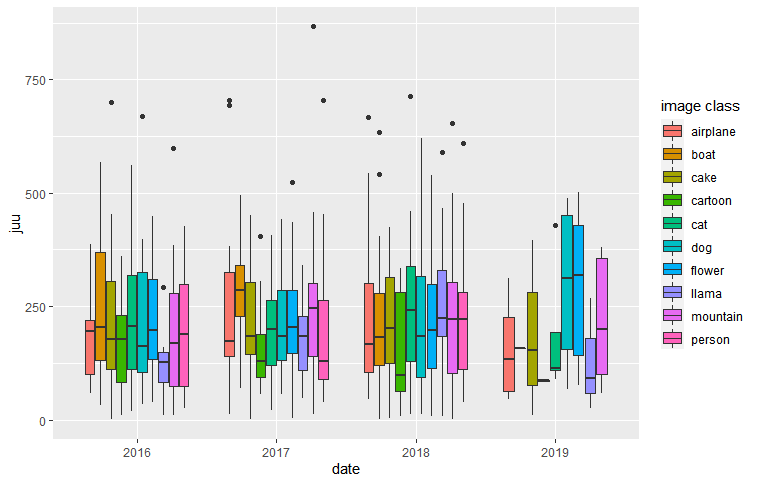 750
500
250
0
juu
2016 2017 2018 2019
date
image class
airplane
boat
cake
cartoon
cat
dog
flower
llama
mountain
person